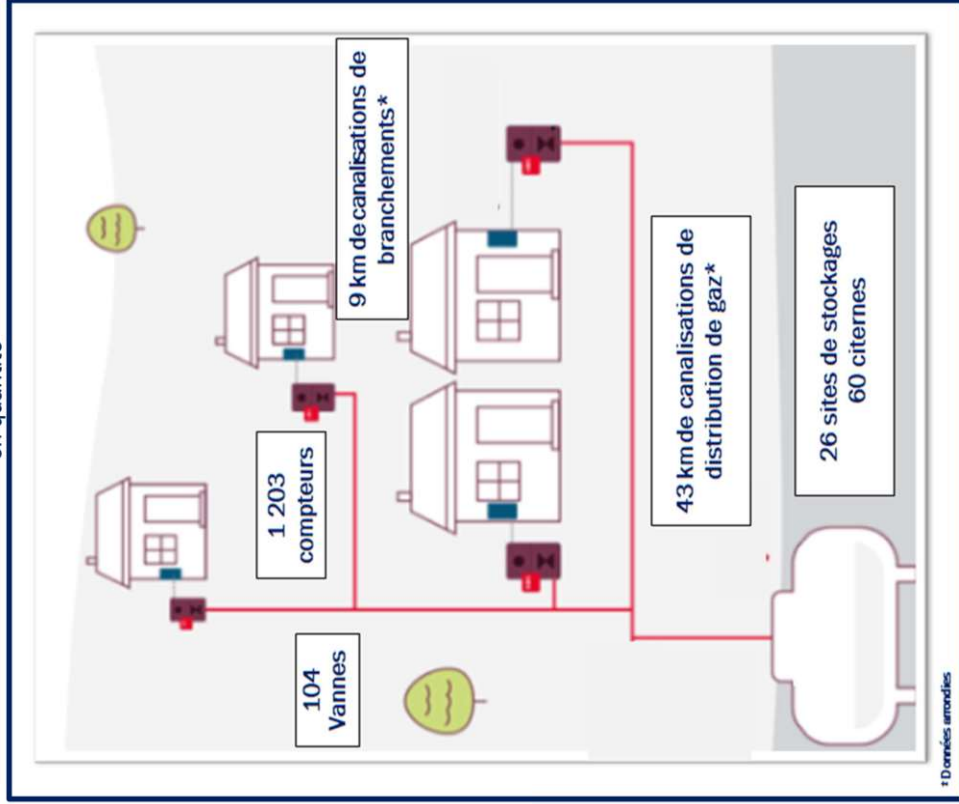 9 km de canalisations de
branchements*
1 203
compteurs
104
Vannes
43 km de canalisations de
distribution de gaz*
26 sites de stockages
60 citernes
*Données arrondies